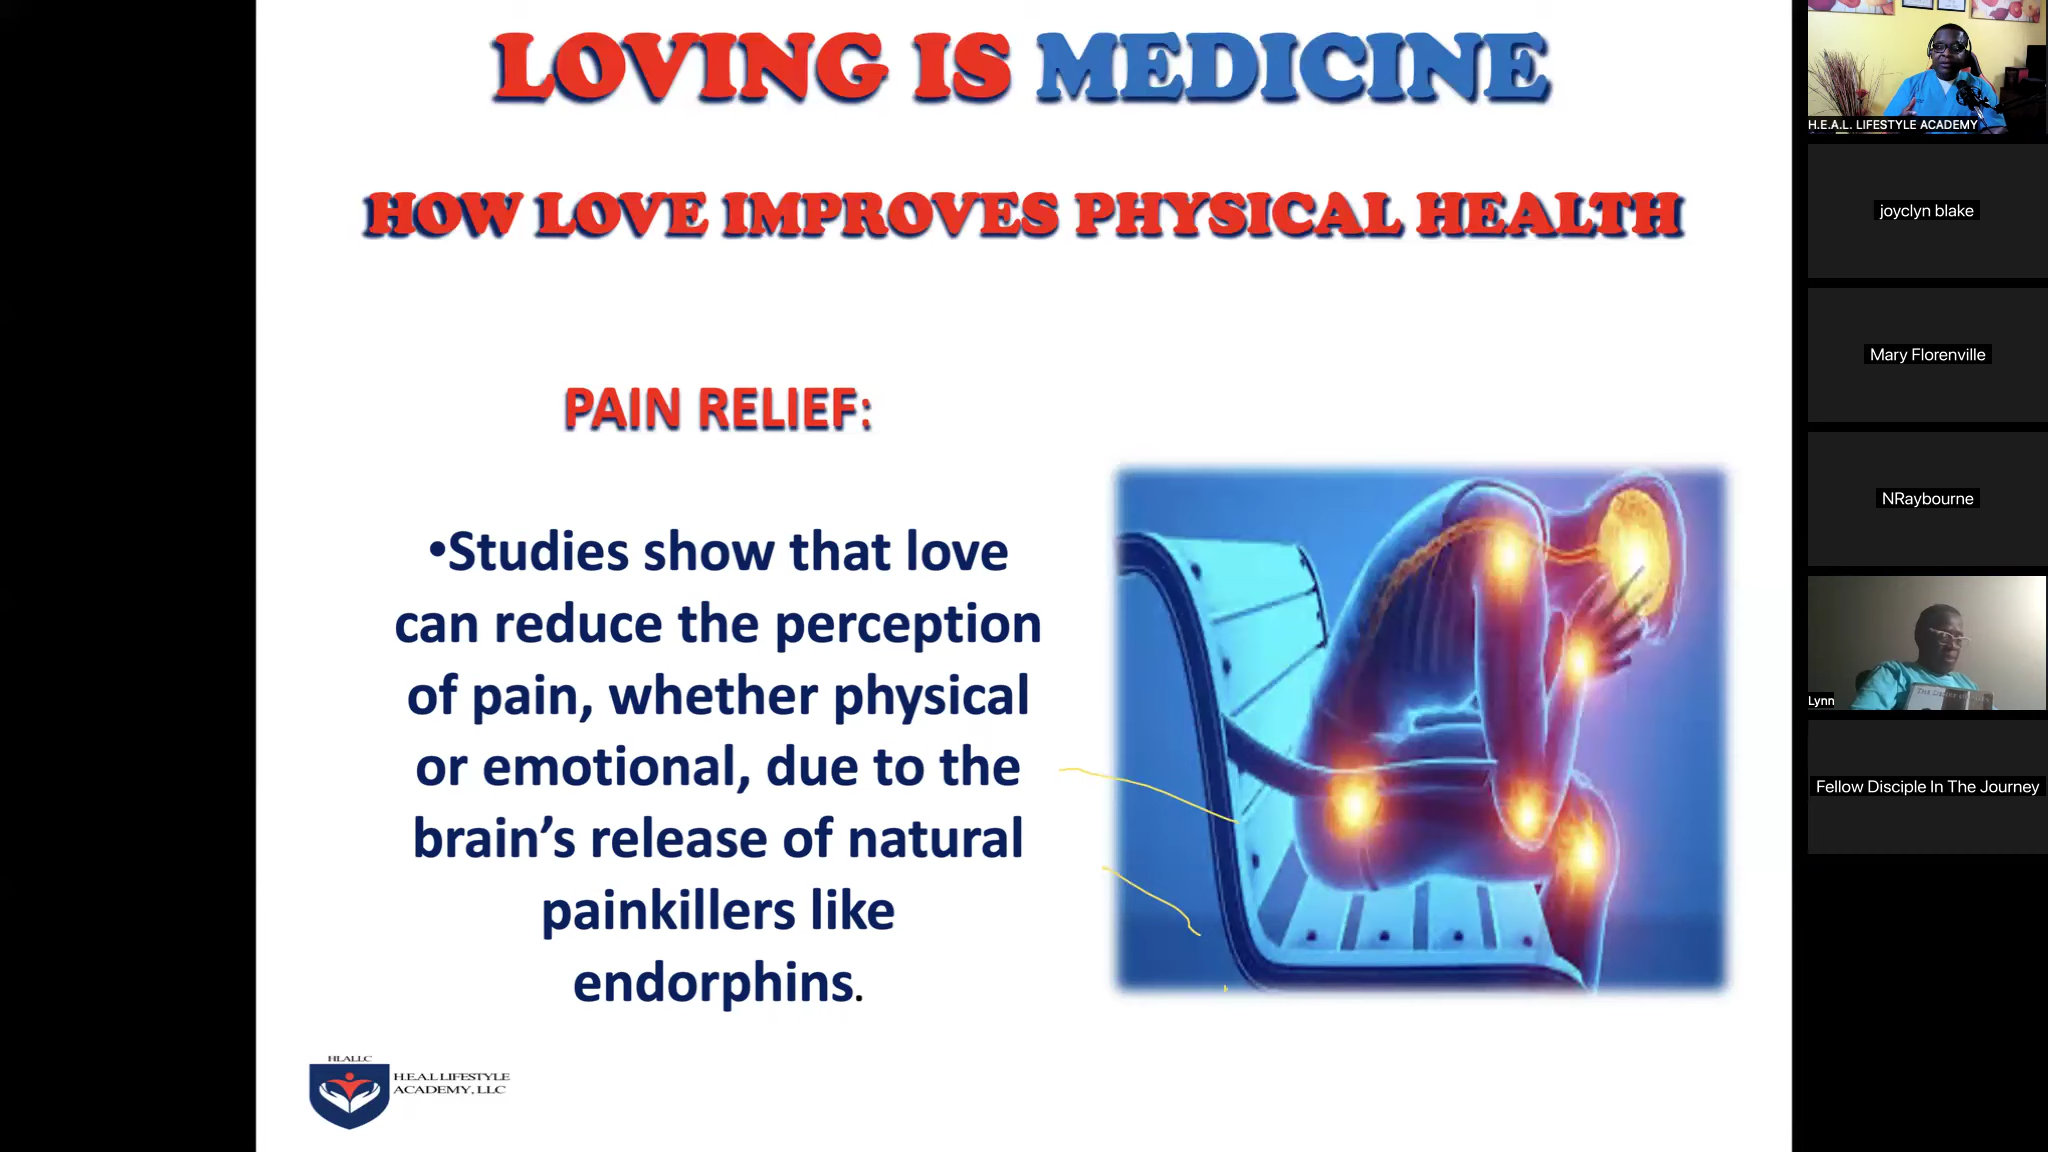 LOVING IS MEDICINE
HOW LOVE IMPROVES PHYSICAL HEALTH
PAIN RELIEF:
•Studies show that love
can reduce the perception
of pain, whether physical
or emotional, due to the
brain’s release of natural
painkillers like
endorphins.
HLALLC
H.E.A.L LIFESTYLE
ACADEMY, LLC
H.E.A.L. LIFESTYLE ACADEMY
joyclyn blake
Mary Florenville
NRaybourne
Lynn
Fellow Disciple In The Journey